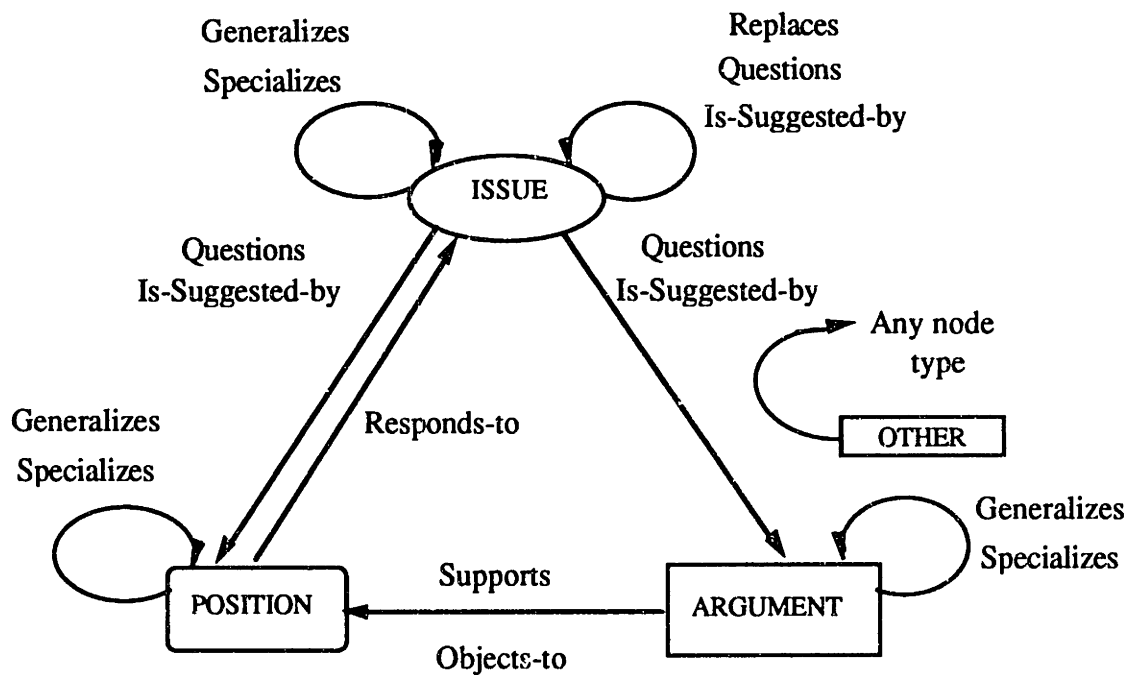 Generalizes
Specializes
Replaces
Questions
Is-Suggested-by
ISSUE
Questions
Is-Suggested-by
Questions
Is-Suggested-by
Any node
type
OTHER
Responds-to
Generalizes
Specializes
Generalizes
Specializes
POSITION
Supports
Objects-to
ARGUMENT